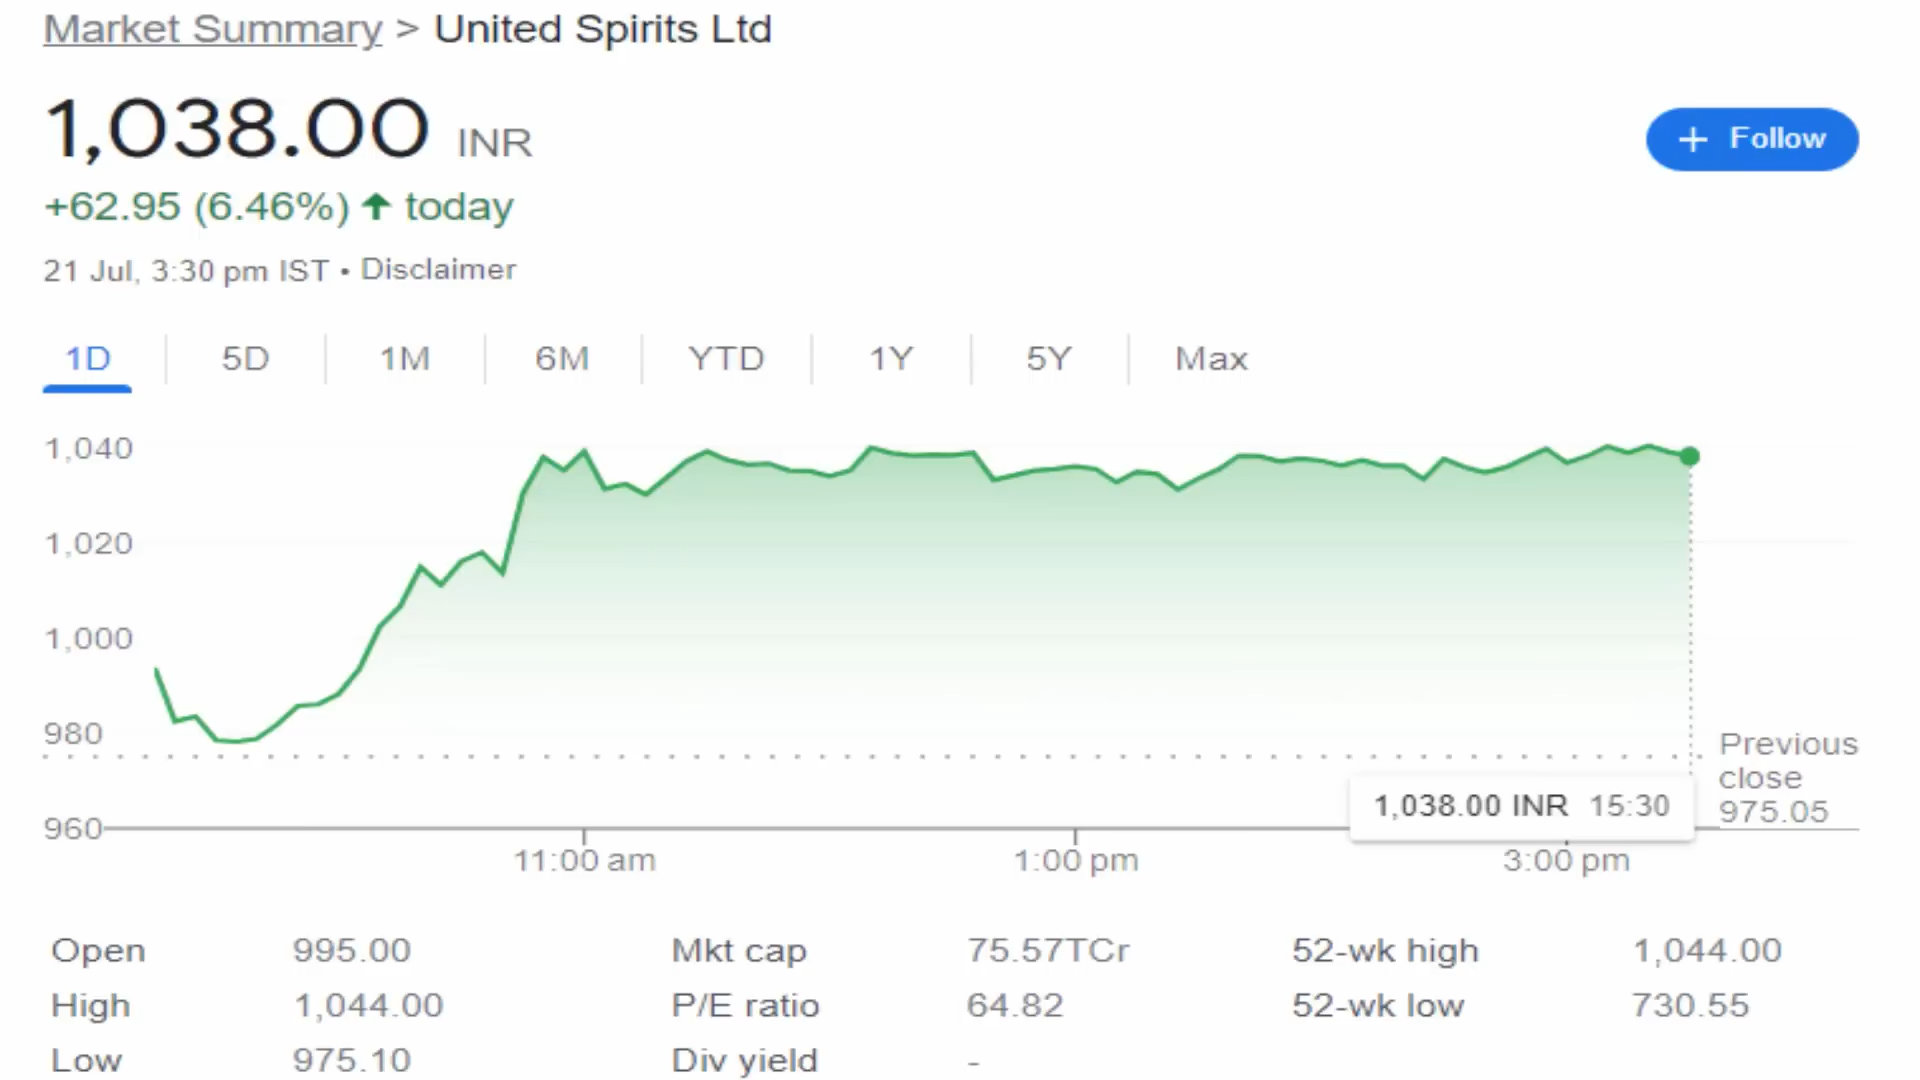 Market Summary > United Spirits Ltd
1,038.00 INR
+ Follow
+62.95 (6.46%) ↑ today
21 Jul, 3:30 pm IST • Disclaimer
1D 5D 1M 6M YTD 1Y 5Y Max
1,040
1,020
1,000
980
960
Previous
close
975.05
1,038.00 INR 15:30
11:00 am 1:00 pm 3:00 pm
Open 995.00 Mkt cap 75.57TCr 52-wk high 1,044.00
High 1,044.00 P/E ratio 64.82 52-wk low 730.55
Low 975.10 Div yield -